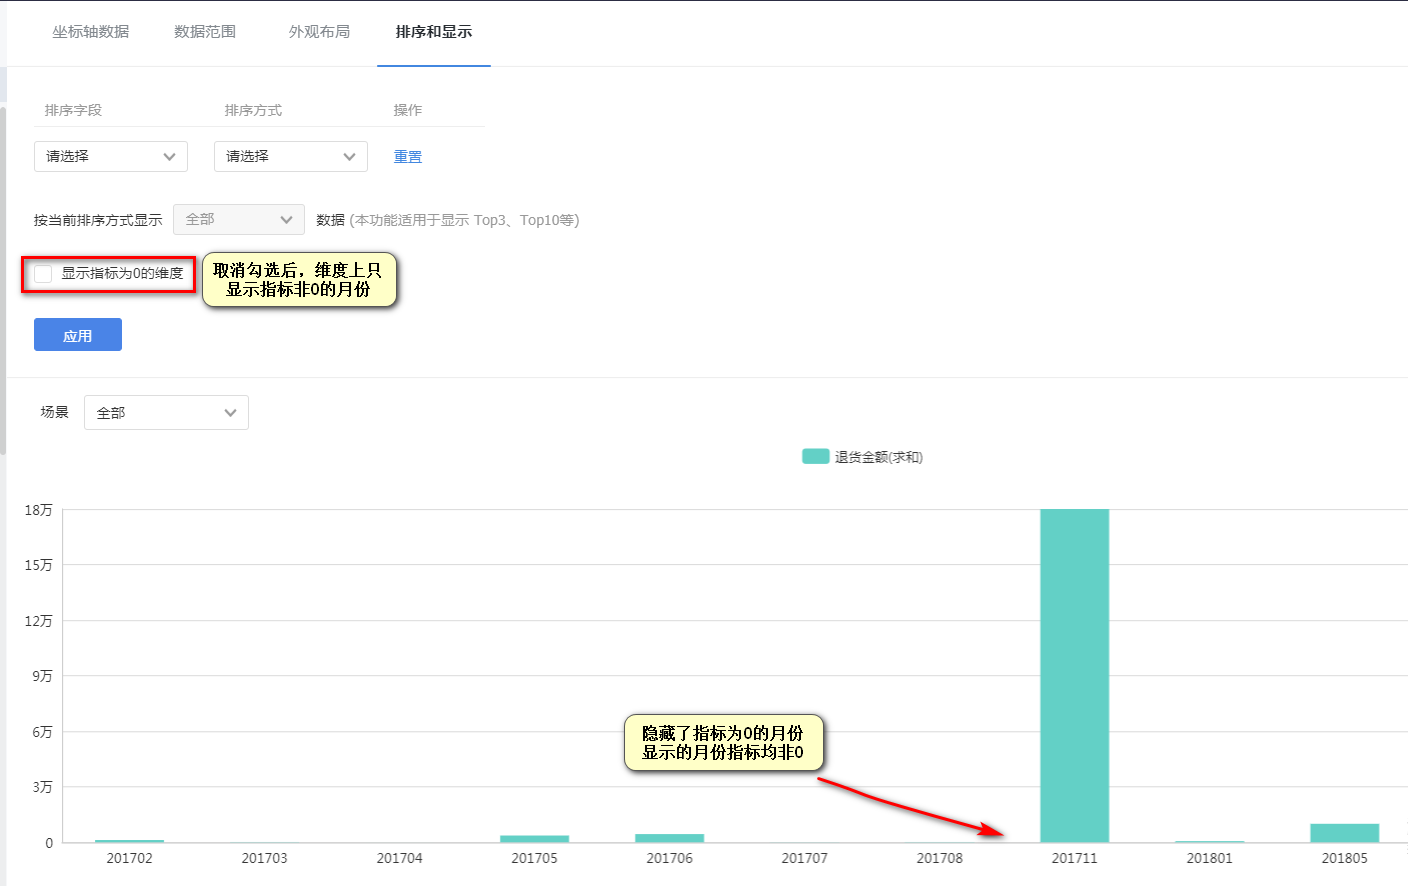 坐标轴数据 数据范围 外观布局 排序和显示
排序字段 排序方式 操作
请选择 请选择 重置
按当前排序方式显示 全部 数据 (本功能适用于显示 Top3、Top10等)
显示指标为0的维度
取消勾选后，维度上只
显示指标非0的月份
应用
场景 全部
退货金额(求和)
18万
15万
12万
9万
6万
3万
0
隐藏了指标为0的月份
显示的月份指标均非0
201702 201703 201704 201705 201706 201707 201708 201711 201801 201805